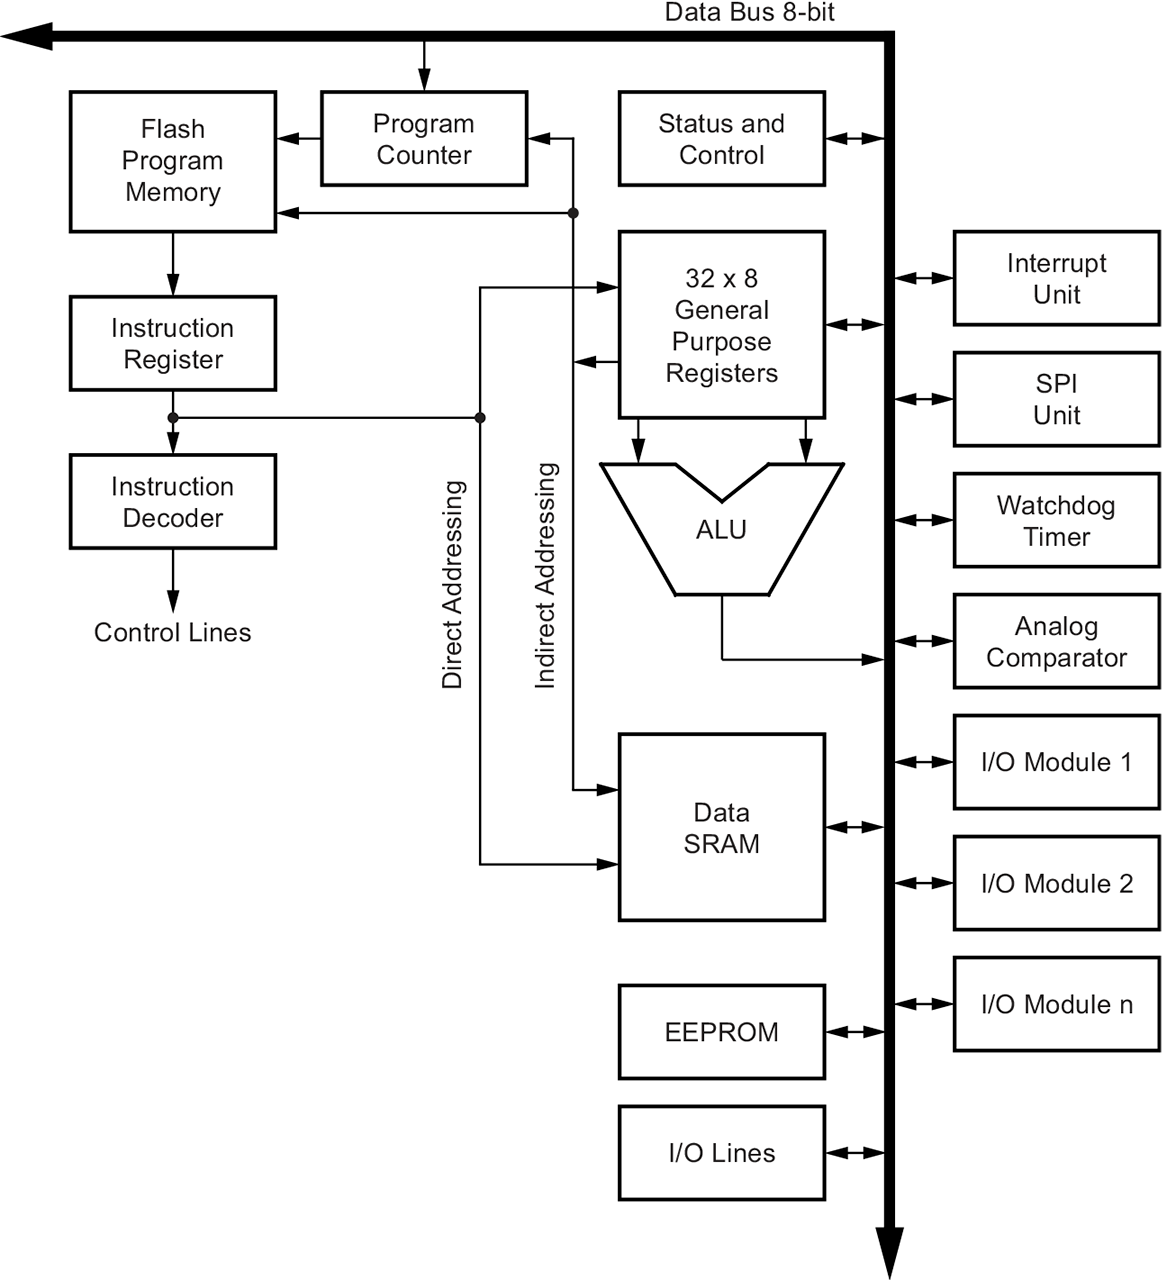 Data Bus 8-bit
Flash
Program
Memory
Program
Counter
Status and
Control
32 x 8
General
Purpose
Registers
Interrupt
Unit
Instruction
Register
SPI
Unit
Instruction
Decoder
Direct Addressing
Indirect Addressing
ALU
Watchdog
Timer
Control Lines
Analog
Comparator
I/O Module 1
Data
SRAM
I/O Module 2
I/O Module n
EEPROM
I/O Lines